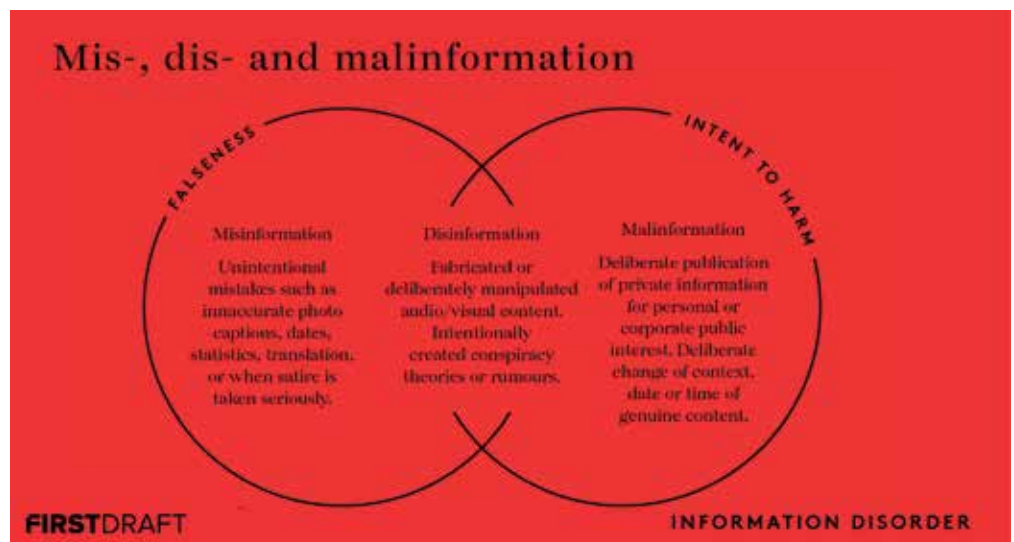 Mis-, dis- and malinformation
FALSENESS
INTENT TO HARM
Misinformation
Unintentional
mistakes such as
innaccurate photo
captions, dates,
statistics, translation,
or when satire is
taken seriously.
Disinformation
Fabricated or
deliberately manipulated
audio/visual content.
Intentionally
created conspiracy
theories or rumours.
Malinformation
Deliberate publication
of private information
for personal or
corporate public
interest. Deliberate
change of context,
date or time of
genuine content.
FIRSTDRAFT
INFORMATION DISORDER